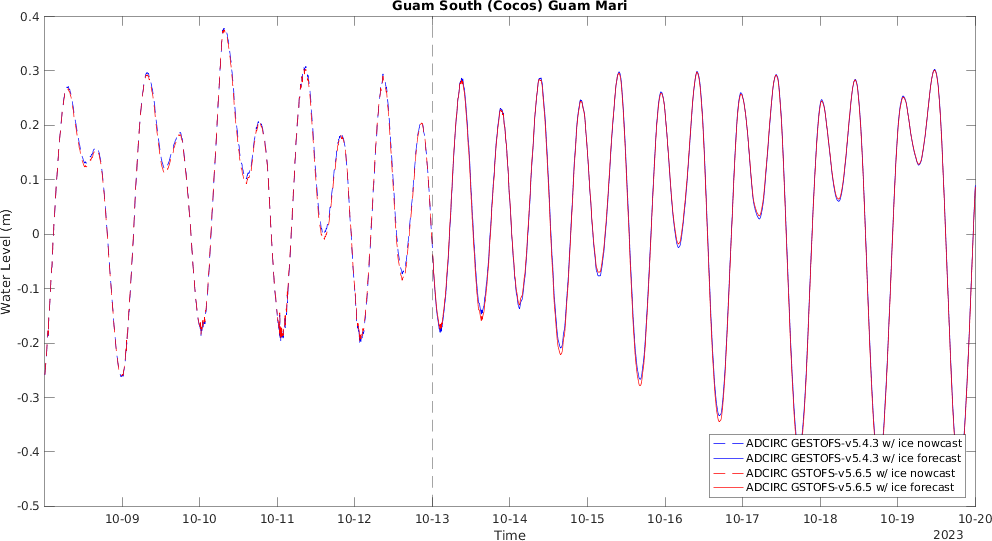 Guam South (Cocos) Guam Mari
Water Level (m)
0.4
0.3
0.2
0.1
0
-0.1
-0.2
-0.3
-0.4
-0.5
ADCIRC GESTOFS-v5.4.3 w/ ice nowcast
ADCIRC GESTOFS-v5.4.3 w/ ice forecast
ADCIRC GSTOFS-v5.6.5 w/ ice nowcast
ADCIRC GSTOFS-v5.6.5 w/ ice forecast
10-09 10-10 10-11 10-12 10-13 10-14 10-15 10-16 10-17 10-18 10-19 10-20
Time
2023